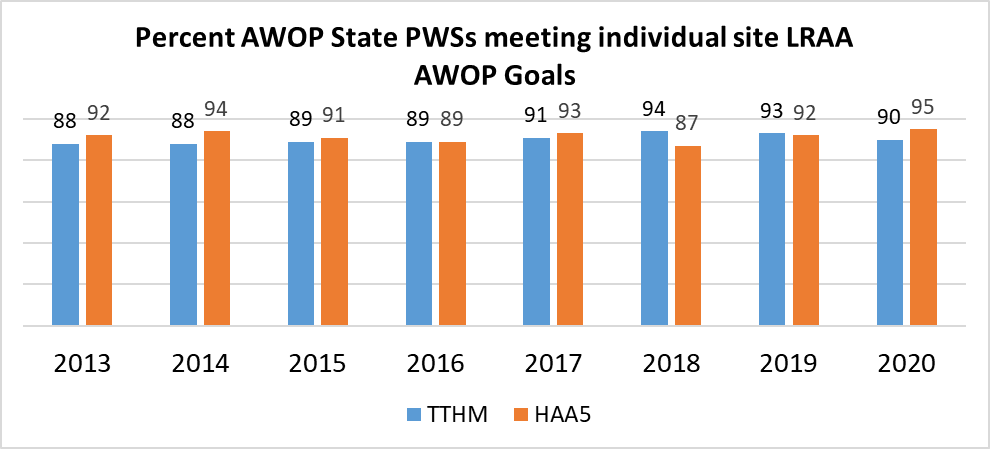 Percent AWOP State PWSs meeting individual site LRAA
AWOP Goals
88 92 88 94 89 91 89 89 91 93 94 87 93 92 90 95
2013 2014 2015 2016 2017 2018 2019 2020
TTHM HAA5